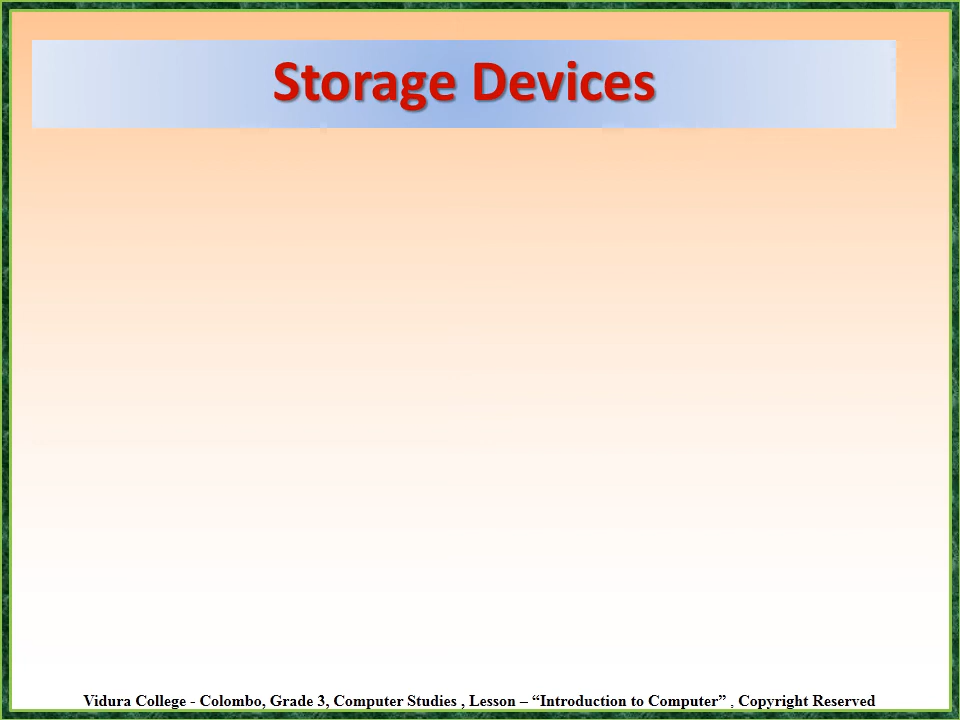 Storage Devices
Vidura College - Colombo, Grade 3, Computer Studies , Lesson – “Introduction to Computer” , Copyright Reserved